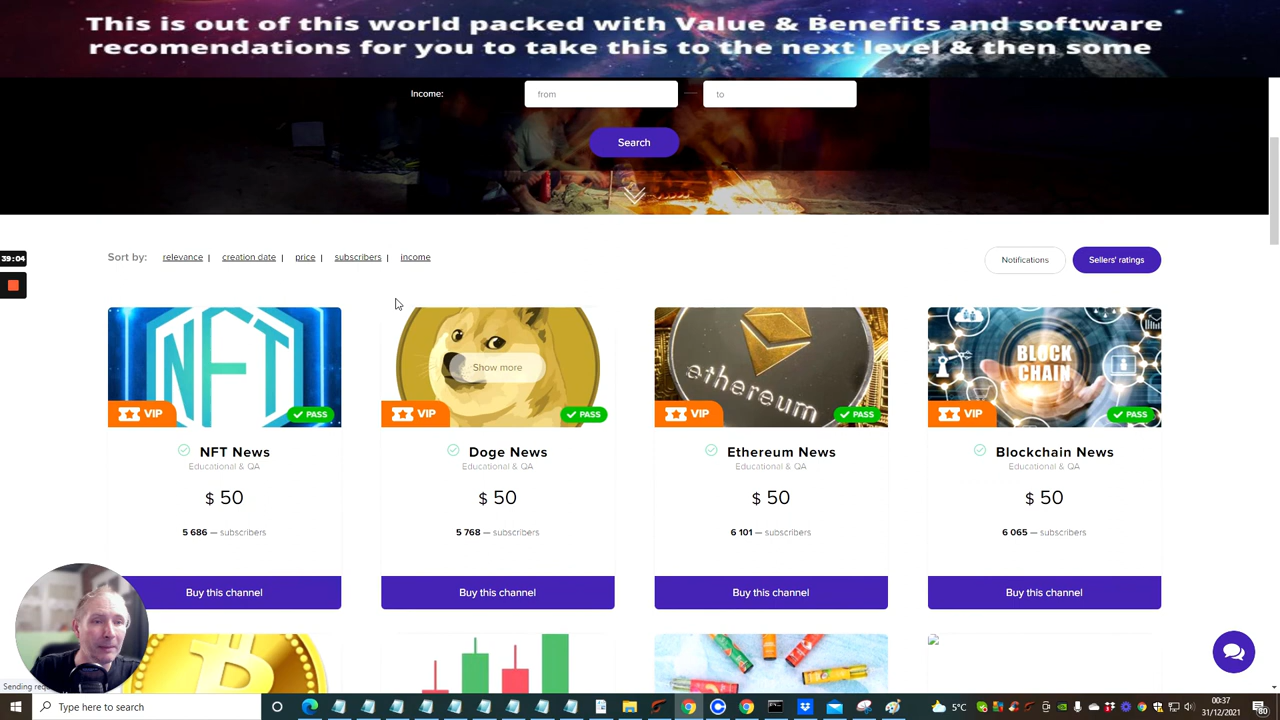 This is out of this world packed with Value & Benefits and software
recomendations for you to take this to the next level & then some
Income:
from
to
Search
39:04
Sort by: relevance | creation date | price | subscribers | income
Notifications
Sellers' ratings
NFT
VIP
PASS
Show more
VIP
PASS
ethereum
VIP
PASS
BLOCK
CHAIN
VIP
PASS
NFT News
Educational & QA
$ 50
5 686 — subscribers
Buy this channel
Doge News
Educational & QA
$ 50
5 768 — subscribers
Buy this channel
Ethereum News
Educational & QA
$ 50
6 101 — subscribers
Buy this channel
Blockchain News
Educational & QA
$ 50
6 065 — subscribers
Buy this channel
Sending
Type here to search
5°C
00:37
31/12/2021